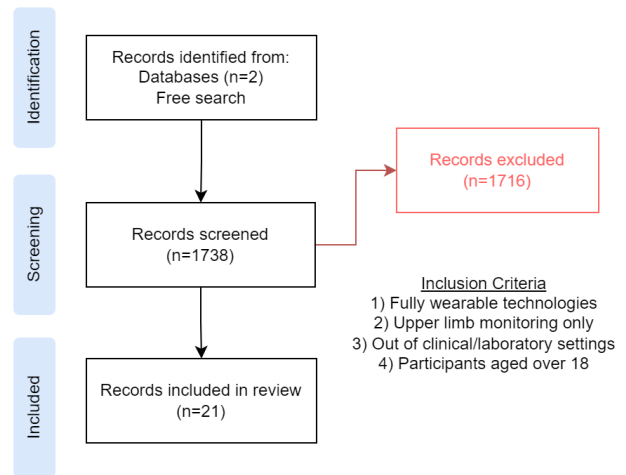 Identification
Records identified from:
Databases (n=2)
Free search
Records excluded
(n=1716)
Screening
Records screened
(n=1738)
Inclusion Criteria
1) Fully wearable technologies
2) Upper limb monitoring only
3) Out of clinical/laboratory settings
4) Participants aged over 18
Included
Records included in review
(n=21)